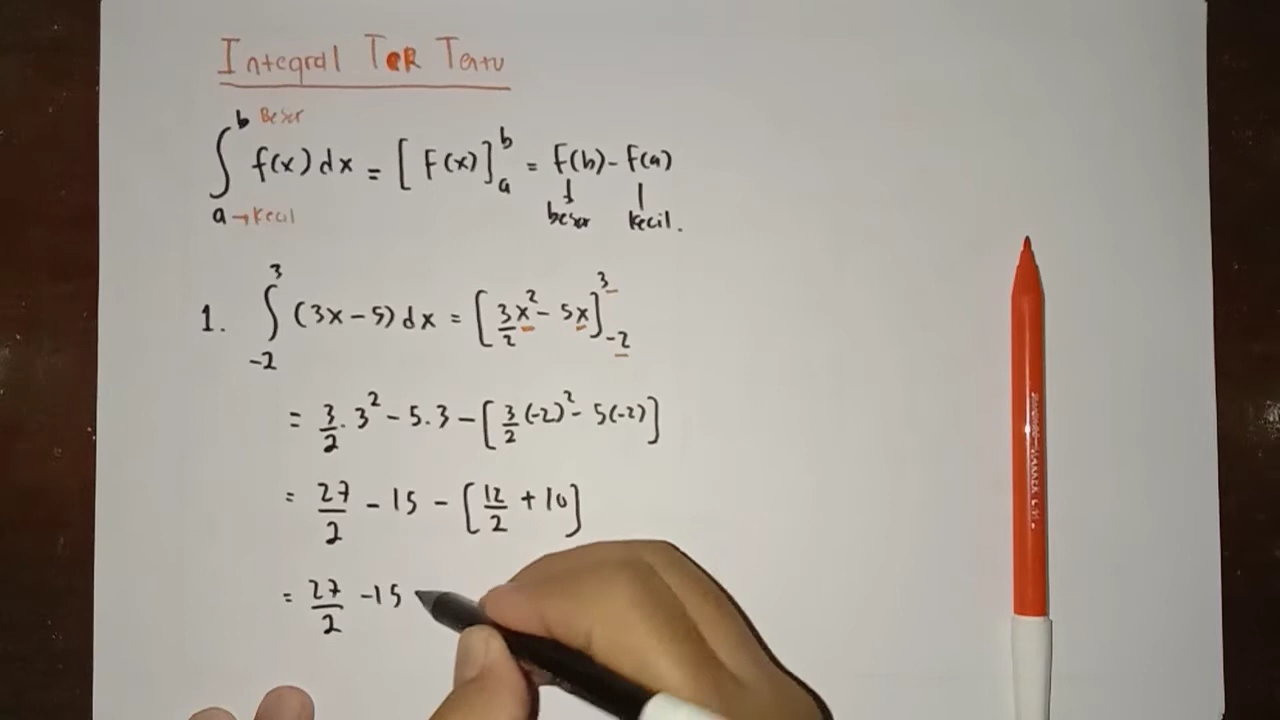 Integral TeR Tentu
b Besar
∫ f(x) dx = [F(x)]ₐᵇ = F(b) - F(a)
a → Kecil besar kecil.
3
1. ∫ (3x - 5) dx = [3/2 x² - 5x]₋₂³
-2
= 3/2 . 3² - 5.3 - [3/2 (-2)² - 5(-2)]
= 27/2 - 15 - [12/2 + 10]
= 27/2 - 15